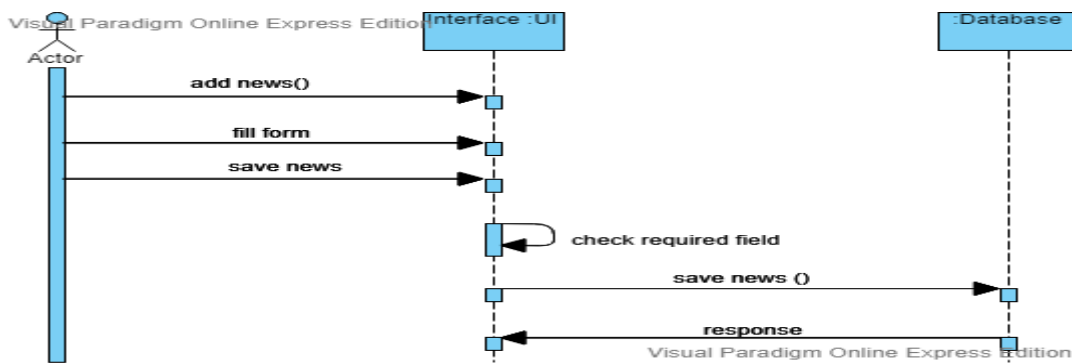 Visual Paradigm Online Express Edition
Interface :UI
:Database
Actor
add news()
fill form
save news
check required field
save news ()
response
Visual Paradigm Online Express Edition